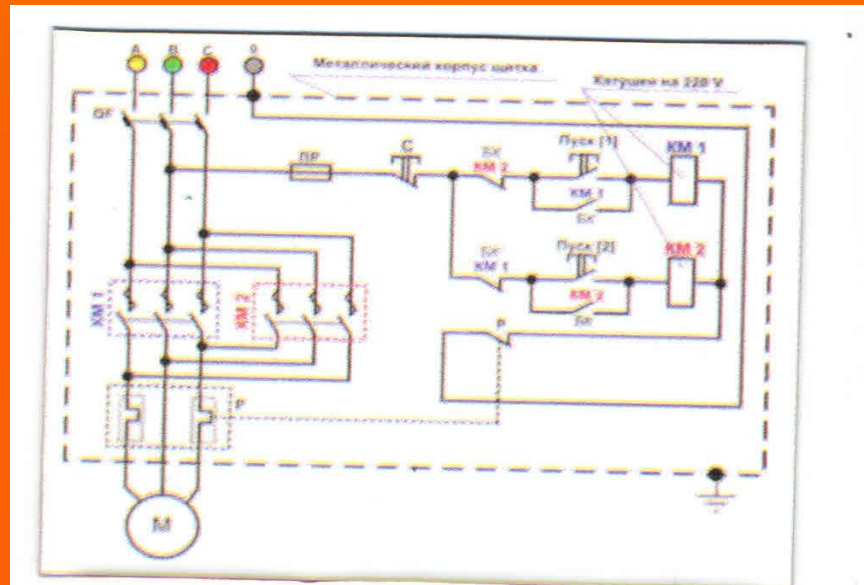 A B C 0
Металлический корпус щитка
Катушки на 220 V
QF
ПР
С
БК
КМ 2
Пуск [1]
КМ 1
КМ 1
БК
БК
КМ 1
Пуск [2]
КМ 2
КМ 2
БК
КМ 1
КМ 2
Р
Р
М